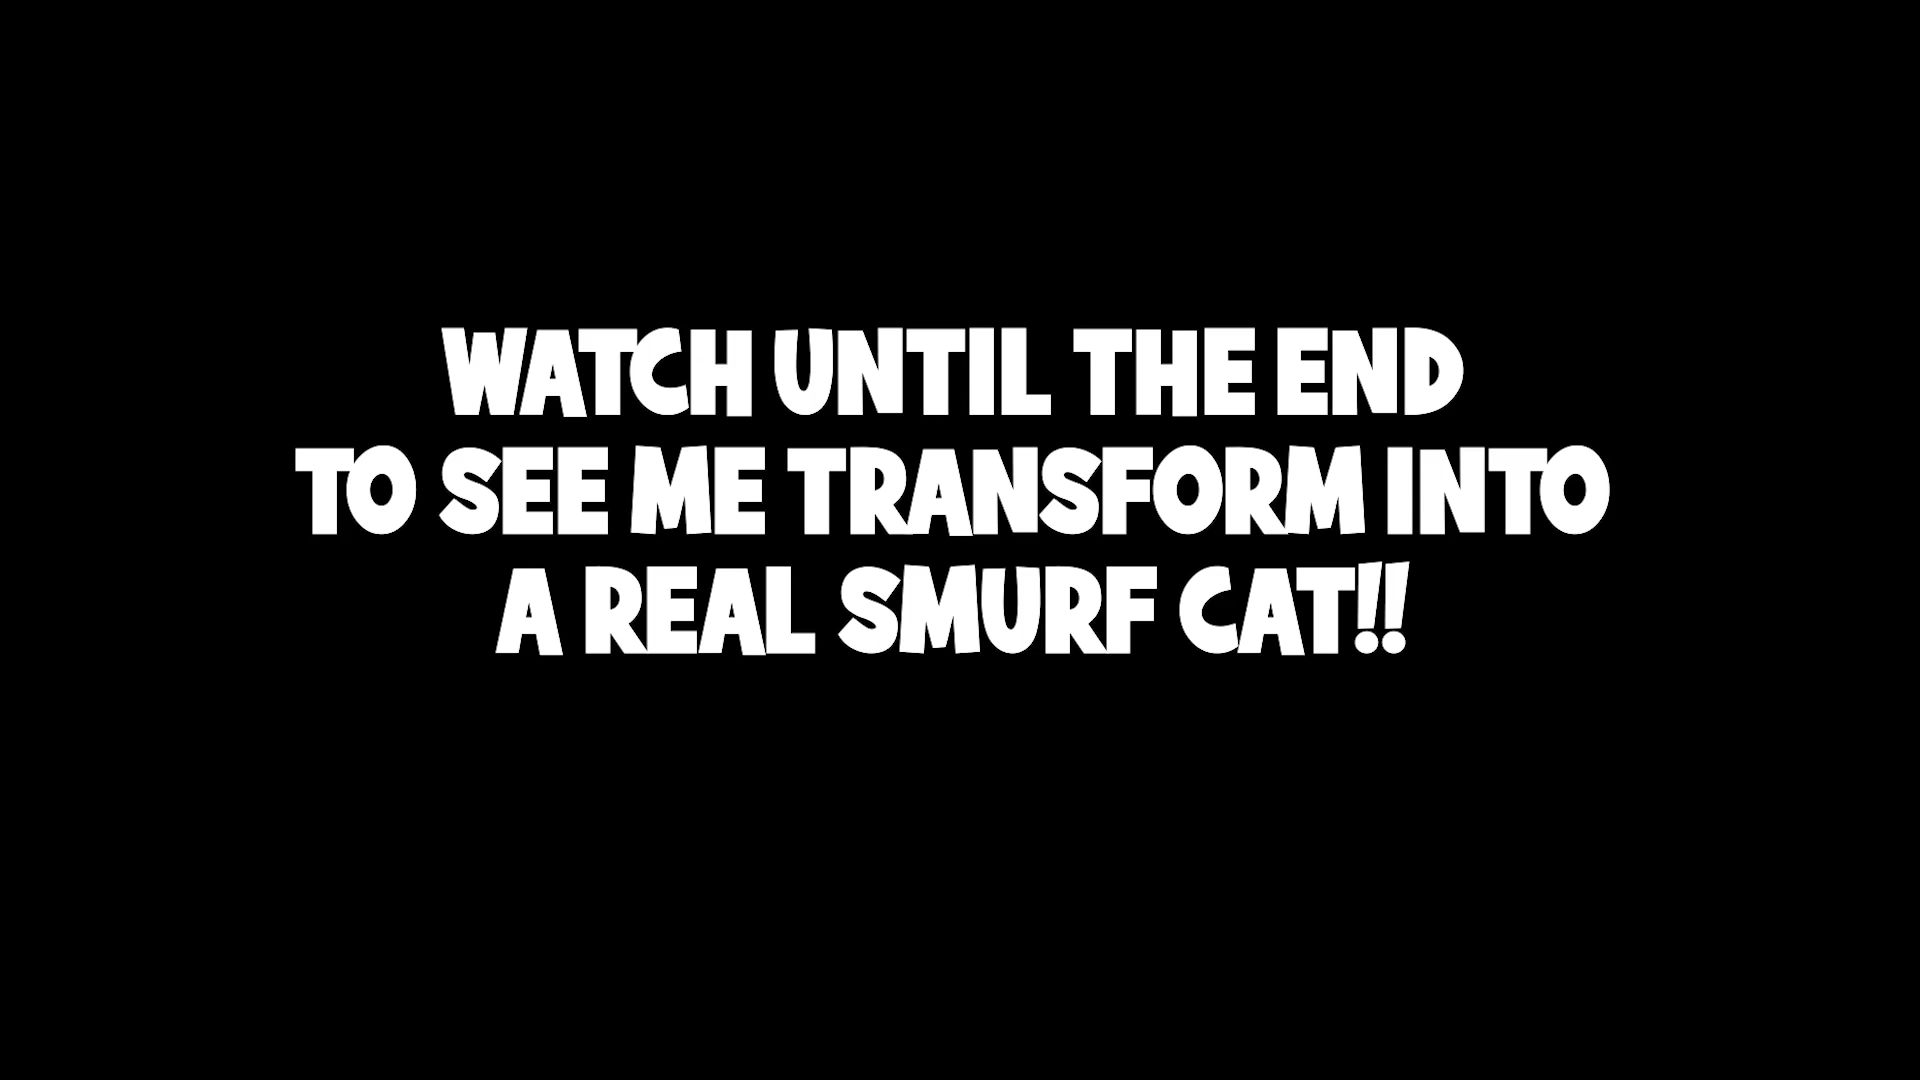 WATCH UNTIL THE END
TO SEE ME TRANSFORM INTO
A REAL SMURF CAT!!